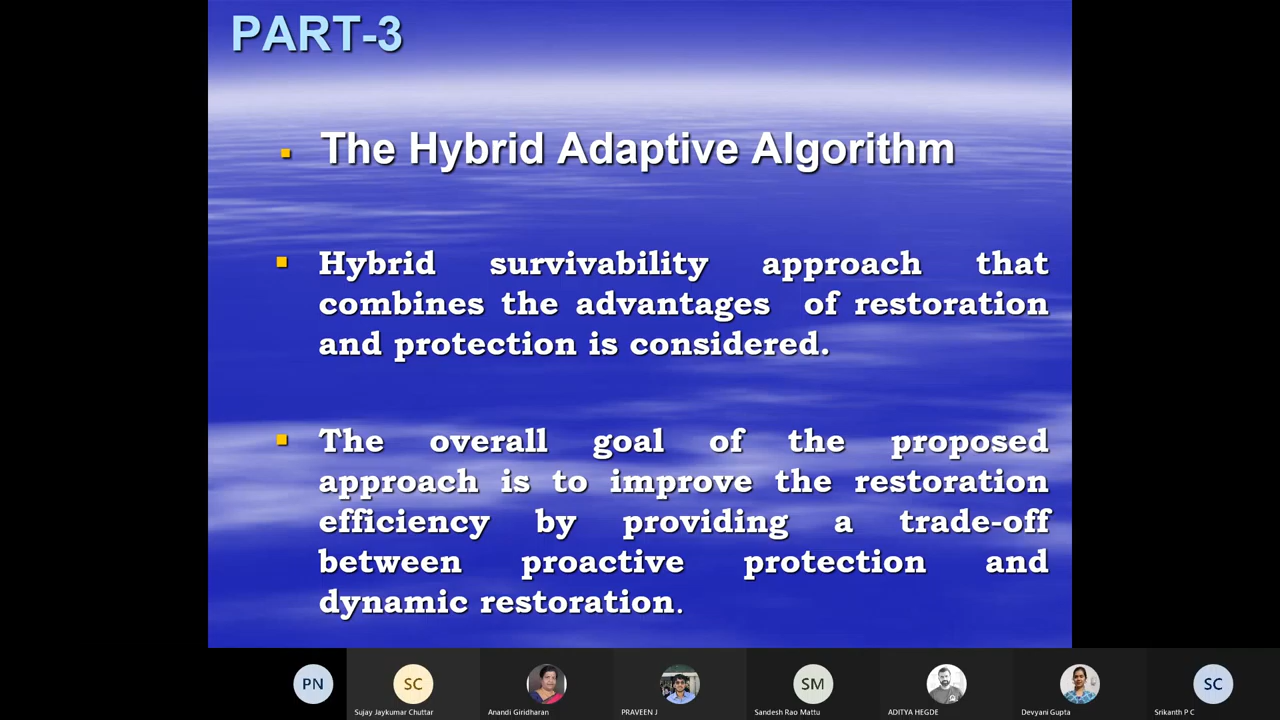 PART-3
The Hybrid Adaptive Algorithm
Hybrid survivability approach that
combines the advantages of restoration
and protection is considered.
The overall goal of the proposed
approach is to improve the restoration
efficiency by providing a trade-off
between proactive protection and
dynamic restoration.
PN
SC
SM
SC
Sujay Jaykumar Chuttar
Anandi Giridharan
PRAVEEN J
Sandesh Rao Mattu
ADITYA HEGDE
Devyani Gupta
Srikanth P C